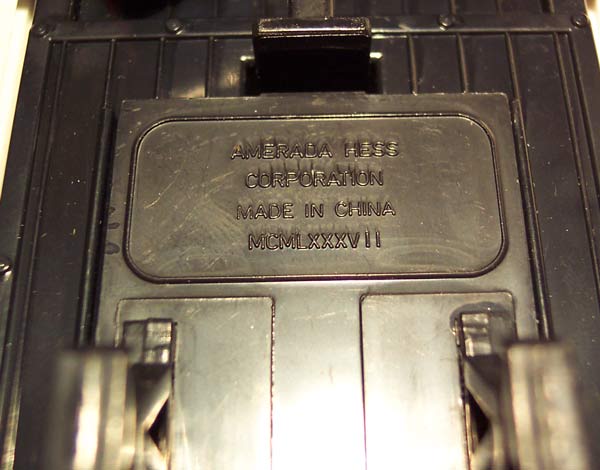 AMERADA HESS
CORPORATION
MADE IN CHINA
MCMLXXXVII